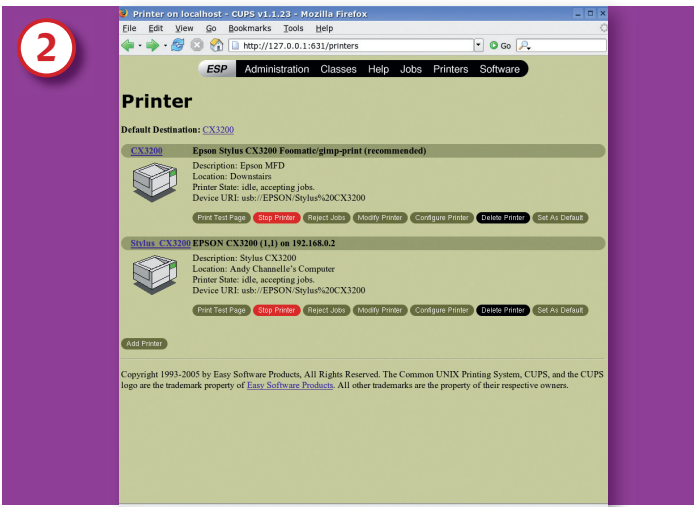 2
Printer on localhost - CUPS v1.1.23 - Mozilla Firefox
File Edit View Go Bookmarks Tools Help
http://127.0.0.1:631/printers Go
ESP Administration Classes Help Jobs Printers Software
Printer
Default Destination: CX3200
CX3200 Epson Stylus CX3200 Foomatic/gimp-print (recommended)
Description: Epson MFD
Location: Downstairs
Printer State: idle, accepting jobs.
Device URI: usb://EPSON/Stylus%20CX3200
Print Test Page Stop Printer Reject Jobs Modify Printer Configure Printer Delete Printer Set As Default
Stylus_CX3200 EPSON CX3200 (1,1) on 192.168.0.2
Description: Stylus CX3200
Location: Andy Channelle's Computer
Printer State: idle, accepting jobs.
Device URI: usb://EPSON/Stylus%20CX3200
Print Test Page Stop Printer Reject Jobs Modify Printer Configure Printer Delete Printer Set As Default
Add Printer
Copyright 1993-2005 by Easy Software Products, All Rights Reserved. The Common UNIX Printing System, CUPS, and the CUPS
logo are the trademark property of Easy Software Products. All other trademarks are the property of their respective owners.